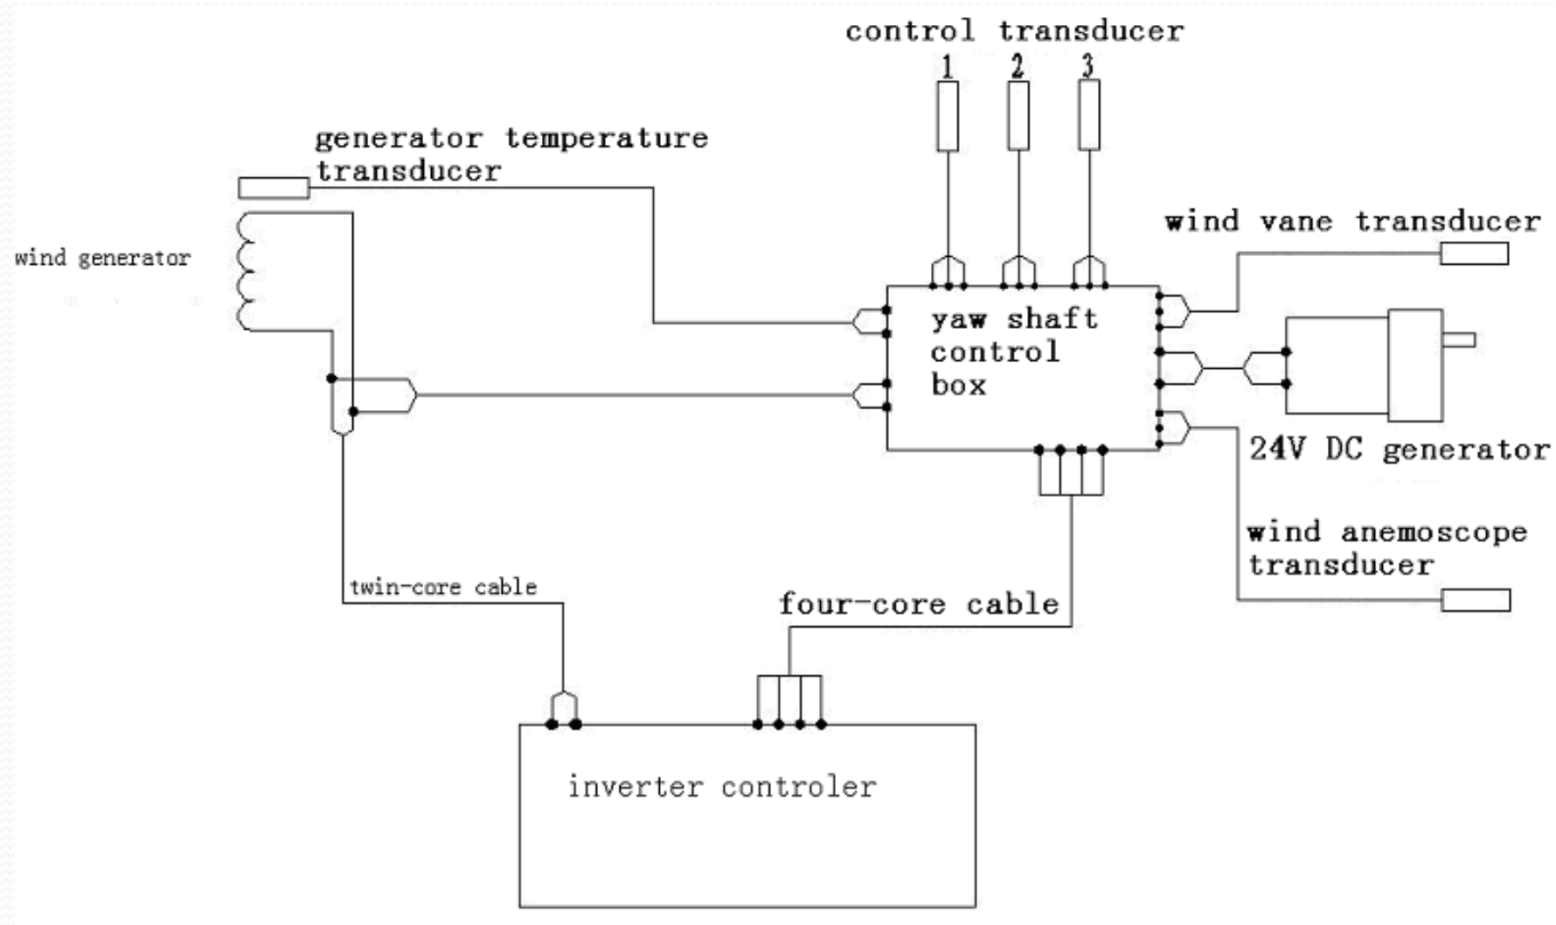 control transducer
1 2 3
generator temperature
transducer
wind vane transducer
wind generator
yaw shaft
control
box
24V DC generator
wind anemoscope
transducer
twin-core cable
four-core cable
inverter controler